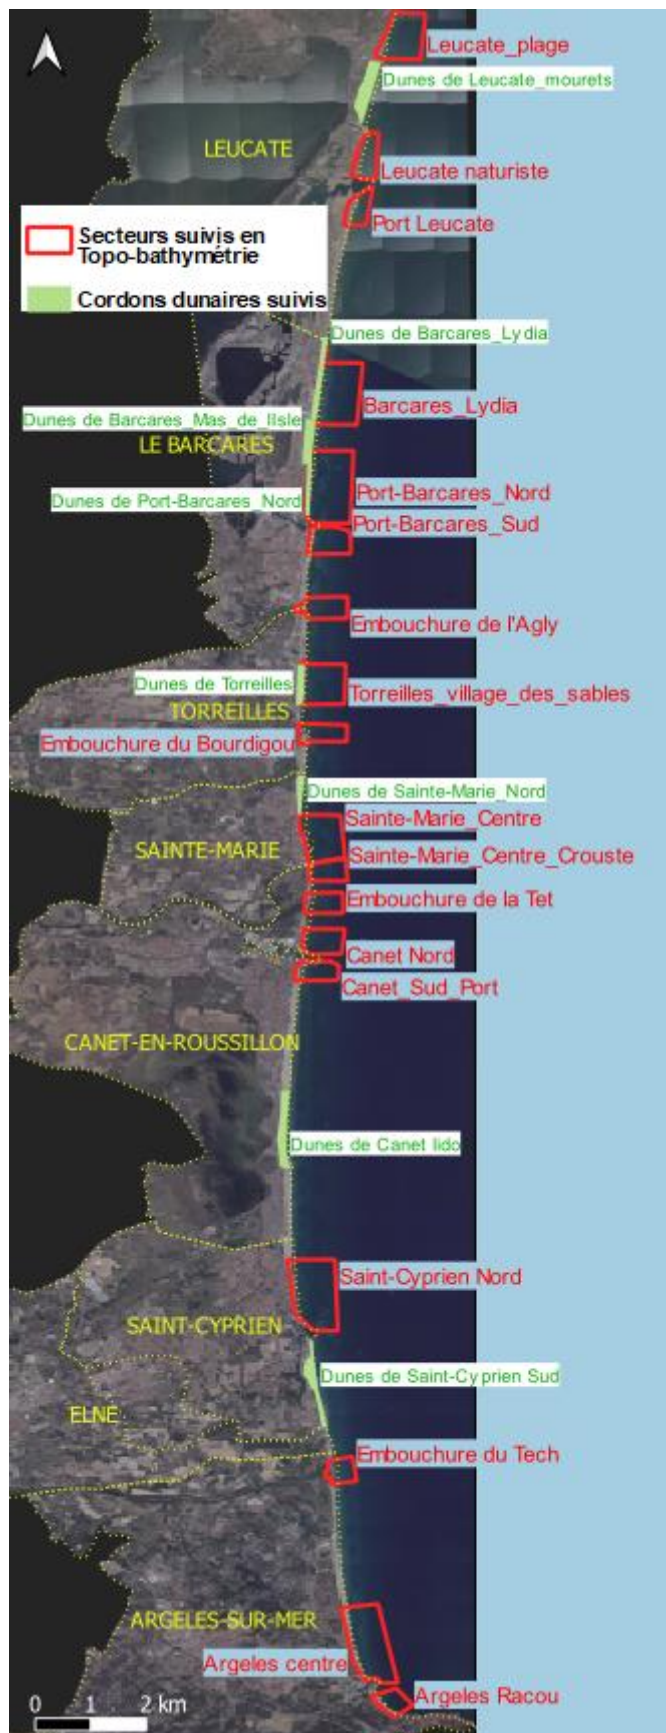 Leucate_plage
Dunes de Leucate_mourets
LEUCATE
Leucate naturiste
Port Leucate
Secteurs suivis en
Topo-bathymétrie
Cordons dunaires suivis
Dunes de Barcares_Lydia
Barcares_Lydia
Dunes de Barcares_Mas_de_lIsle
LE BARCARES
Port-Barcares_Nord
Dunes de Port-Barcares_Nord
Port-Barcares_Sud
Embouchure de l'Agly
Dunes de Torreilles
Torreilles_village_des_sables
TORREILLES
Embouchure du Bourdigou
Dunes de Sainte-Marie_Nord
Sainte-Marie_Centre
SAINTE-MARIE
Sainte-Marie_Centre_Crouste
Embouchure de la Tet
Canet Nord
Canet_Sud_Port
CANET-EN-ROUSSILLON
Dunes de Canet lido
Saint-Cyprien Nord
SAINT-CYPRIEN
Dunes de Saint-Cyprien Sud
ELNE
Embouchure du Tech
ARGELES-SUR-MER
Argeles centre
Argeles Racou
0 1 2 km